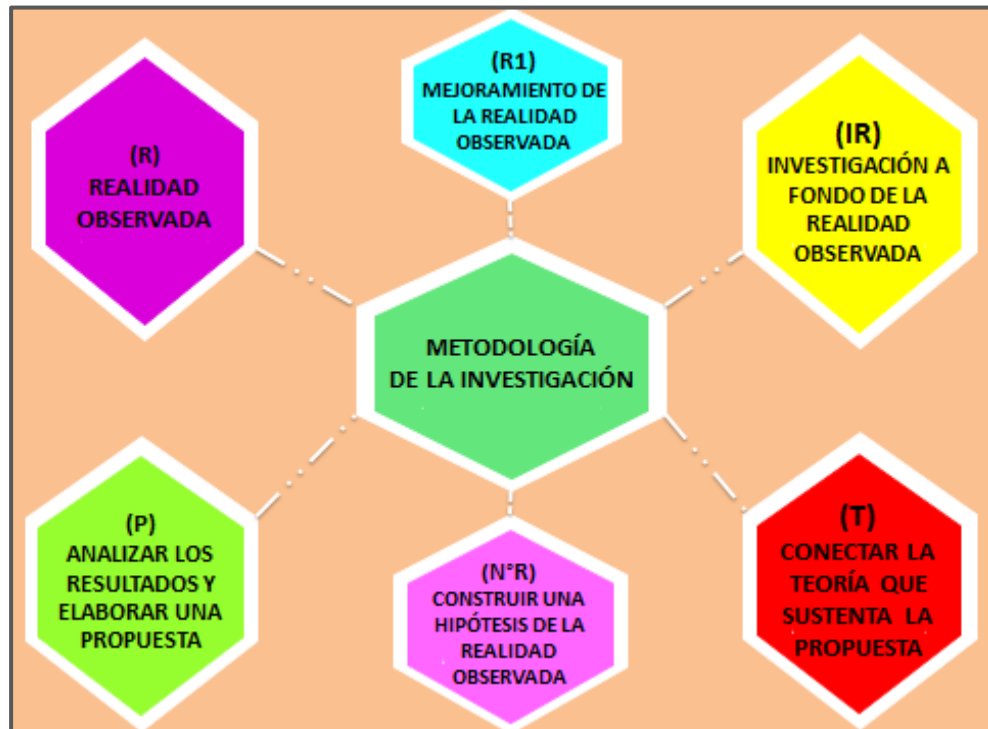 (R)
REALIDAD
OBSERVADA
(R1)
MEJORAMIENTO DE
LA REALIDAD
OBSERVADA
(IR)
INVESTIGACIÓN A
FONDO DE LA
REALIDAD
OBSERVADA
METODOLOGÍA
DE LA INVESTIGACIÓN
(P)
ANALIZAR LOS
RESULTADOS Y
ELABORAR UNA
PROPUESTA
(N°R)
CONSTRUIR UNA
HIPÓTESIS DE LA
REALIDAD
OBSERVADA
(T)
CONECTAR LA
TEORÍA QUE
SUSTENTA LA
PROPUESTA